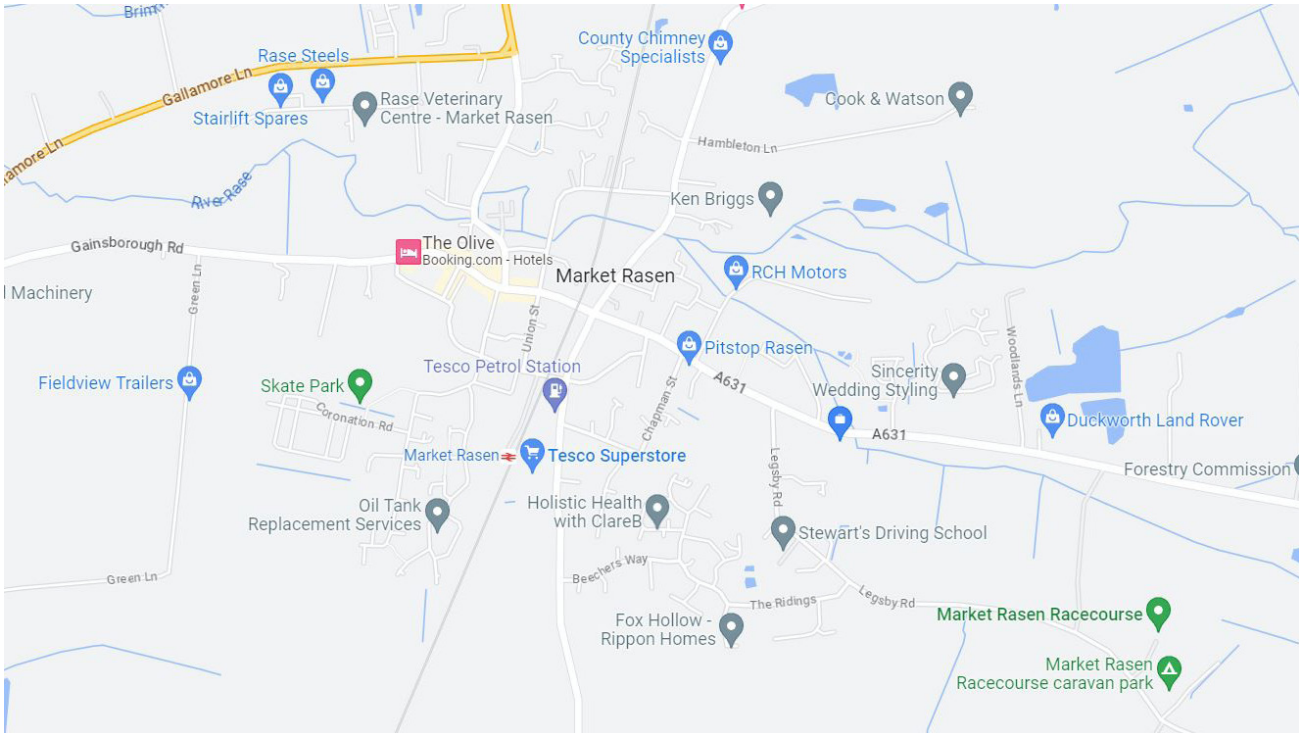 Brim
County Chimney
Specialists
Rase Steels
Gallamore Ln
Stairlift Spares
Rase Veterinary
Centre - Market Rasen
Cook & Watson
Hambleton Ln
amore Ln
River Rase
Ken Briggs
Gainsborough Rd
The Olive
Booking.com - Hotels
Market Rasen
RCH Motors
l Machinery
Green Ln
Union St
Woodlands Ln
Pitstop Rasen
Tesco Petrol Station
Fieldview Trailers
Skate Park
A631
Sincerity
Wedding Styling
Coronation Rd
Chapman St
Duckworth Land Rover
A631
Market Rasen
Tesco Superstore
Legsby Rd
Forestry Commission
Oil Tank
Replacement Services
Holistic Health
with ClareB
Stewart's Driving School
Green Ln
Beechers Way
The Ridings
Legsby Rd
Fox Hollow -
Rippon Homes
Market Rasen Racecourse
Market Rasen
Racecourse caravan park